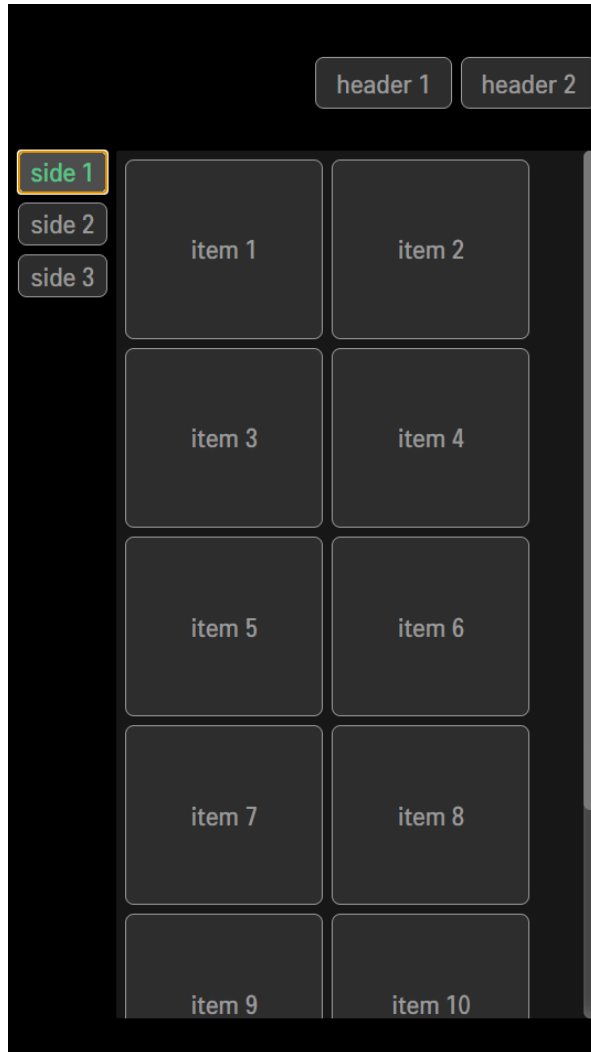 header 1 header 2
side 1
side 2
side 3
item 1 item 2
item 3 item 4
item 5 item 6
item 7 item 8
item 9 item 10